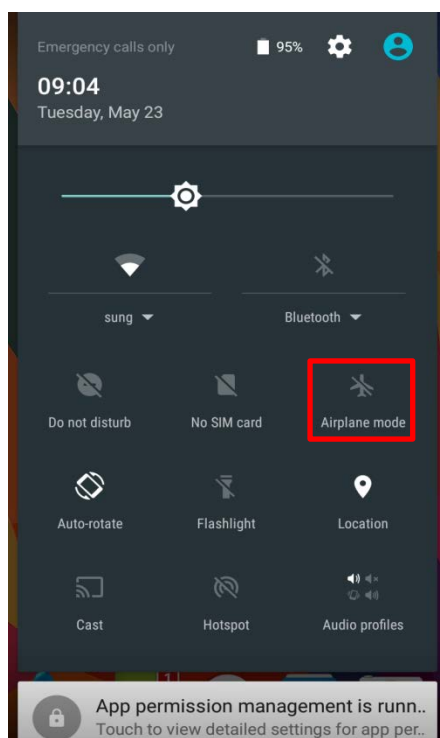 Emergency calls only 95%
09:04
Tuesday, May 23
sung Bluetooth
Do not disturb No SIM card Airplane mode
Auto-rotate Flashlight Location
Cast Hotspot Audio profiles
1
App permission management is runn..
Touch to view detailed settings for app per..